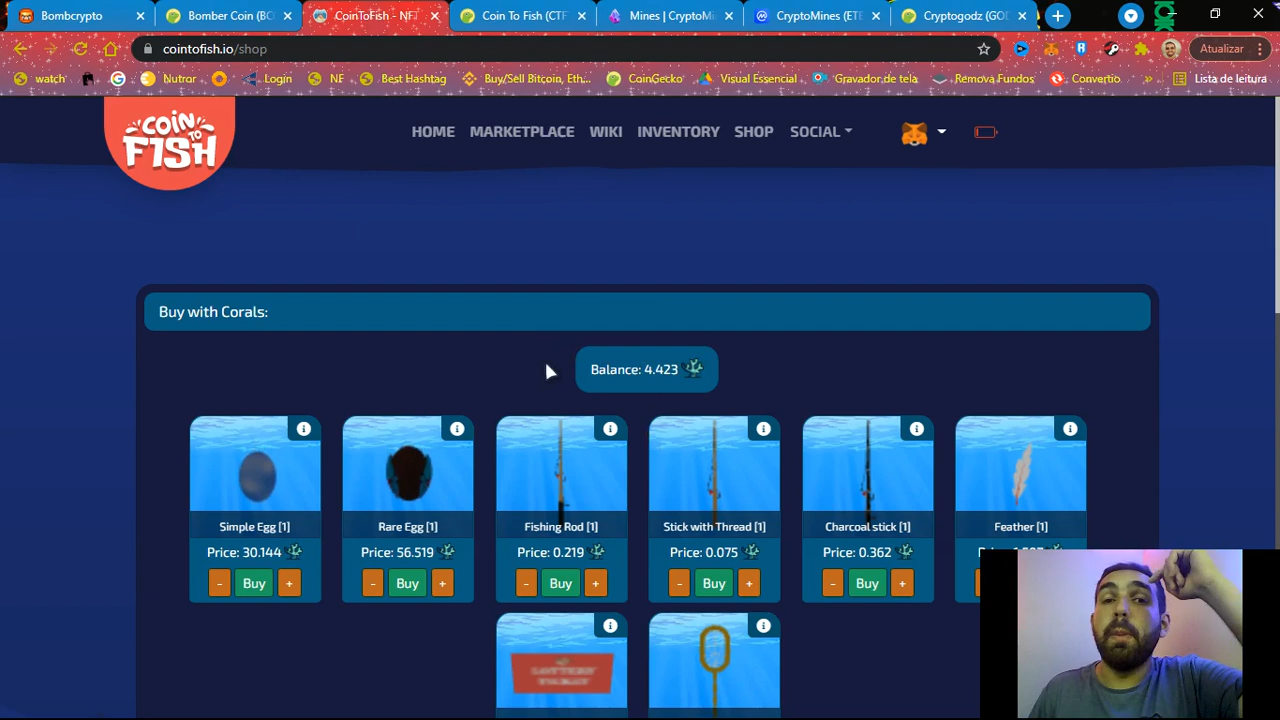 Bombcrypto
Bomber Coin (BC
CoinToFish - NF
Coin To Fish (CTF
Mines | CryptoMi
CryptoMines (ETE
Cryptogodz (GOD
cointofish.io/shop
Atualizar
watch
Nutror
Login
NF
Best Hashtag
Buy/Sell Bitcoin, Eth...
CoinGecko
Visual Essencial
Gravador de tela
Remova Fundos
Convertio
»
Lista de leitura
COIN TO FISH
HOME
MARKETPLACE
WIKI
INVENTORY
SHOP
SOCIAL
Buy with Corals:
Balance: 4.423
Simple Egg [1]
Rare Egg [1]
Fishing Rod [1]
Stick with Thread [1]
Charcoal stick [1]
Feather [1]
Price: 30.144
Price: 56.519
Price: 0.219
Price: 0.075
Price: 0.362
- Buy +
- Buy +
- Buy +
- Buy +
- Buy +
-
LOTTERY
TICKET